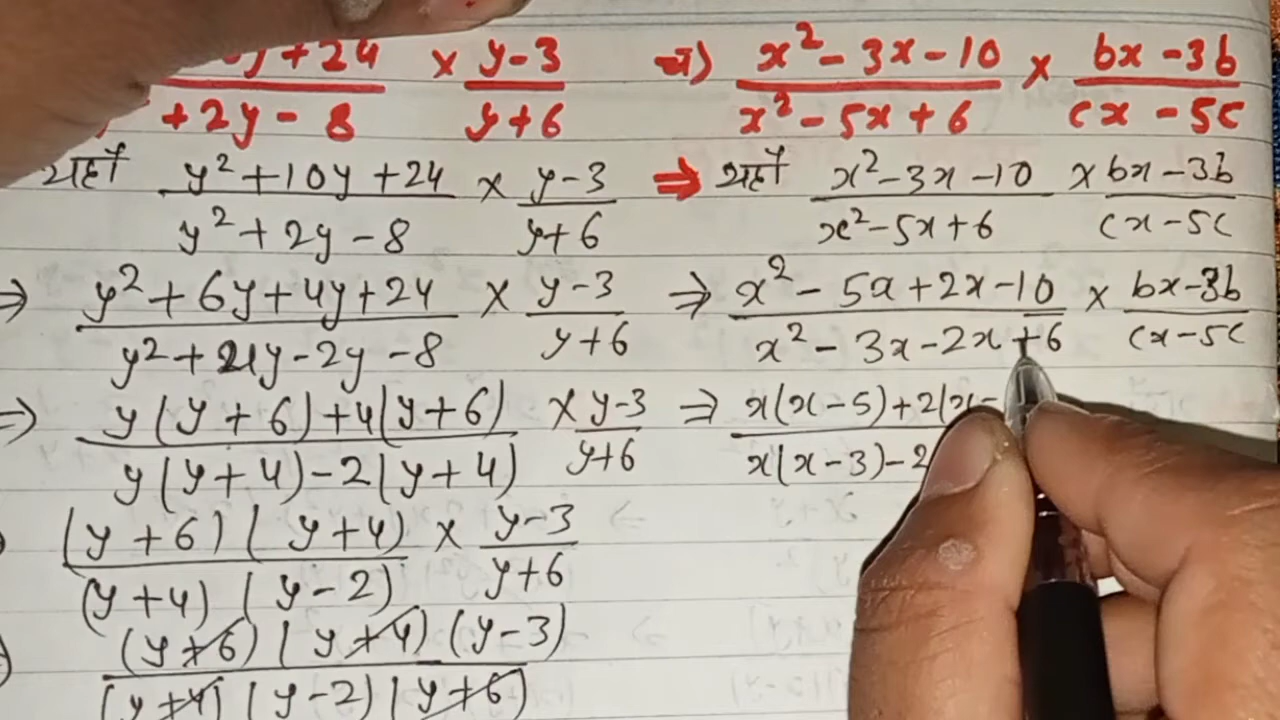 y + 24 / + 2y - 8 × y - 3 / y + 6
→) x² - 3x - 10 / x² - 5x + 6 × bx - 3b / cx - 5c
यहाँ y² + 10y + 24 / y² + 2y - 8 × y - 3 / y + 6
⇒ यहाँ x² - 3x - 10 / x² - 5x + 6 × bx - 3b / cx - 5c
⇒ y² + 6y + 4y + 24 / y² + 4y - 2y - 8 × y - 3 / y + 6
⇒ x² - 5x + 2x - 10 / x² - 3x - 2x + 6 × bx - 3b / cx - 5c
⇒ y(y + 6) + 4(y + 6) / y(y + 4) - 2(y + 4) × y - 3 / y + 6
⇒ x(x - 5) + 2(x - / x(x - 3) - 2
(y + 6)(y + 4) / (y + 4)(y - 2) × y - 3 / y + 6
(y + 6)(y + 4)(y - 3) / (y + 4)(y - 2)(y + 6)